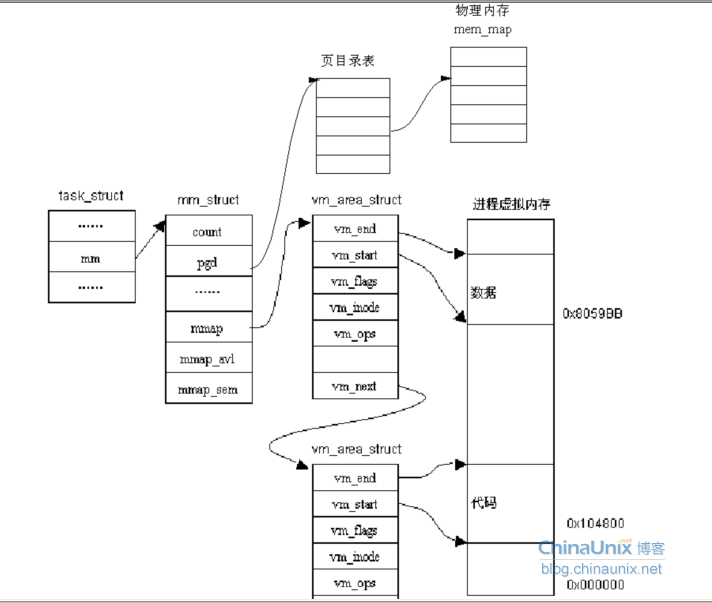 物理内存
mem_map
页目录表
task_struct
......
mm
......
mm_struct
count
pgd
......
mmap
mmap_avl
mmap_sem
vm_area_struct
vm_end
vm_start
vm_flags
vm_inode
vm_ops
vm_next
进程虚拟内存
数据
0x8059BB
vm_area_struct
vm_end
vm_start
vm_flags
vm_inode
vm_ops
代码
0x104800
0x000000
ChinaUnix.net 博客
blog.chinaunix.net